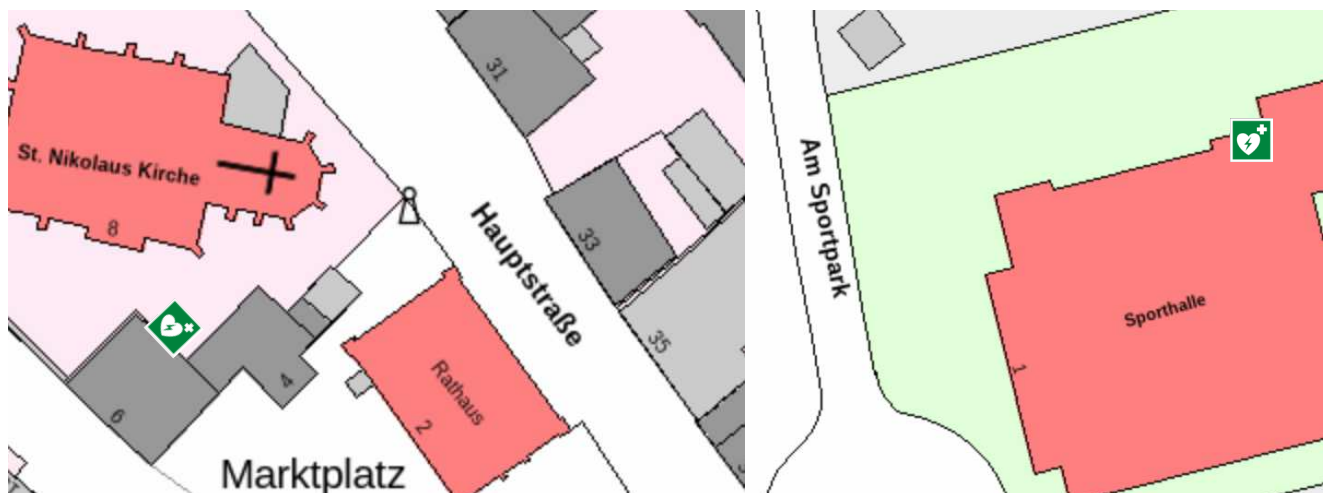 31
St. Nikolaus Kirche
8
Hauptstraße
33
35
6
4
Rathaus
2
Marktplatz
Am Sportpark
Sporthalle
1